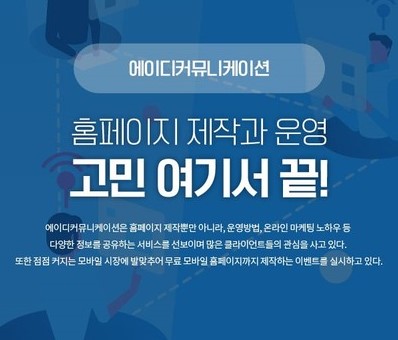 에이디커뮤니케이션
홈페이지 제작과 운영
고민 여기서 끝!
에이디커뮤니케이션은 홈페이지 제작뿐만 아니라, 운영방법, 온라인 마케팅 노하우 등
다양한 정보를 공유하는 서비스를 선보이며 많은 클라이언트들의 관심을 사고 있다.
또한 점점 커지는 모바일 시장에 발맞추어 무료 모바일 홈페이지까지 제작하는 이벤트를 실시하고 있다.